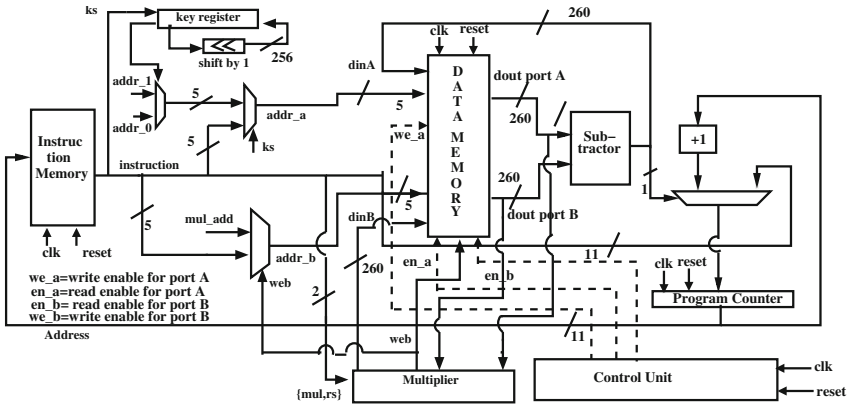 ks
key register
shift by 1
256
260
clk
reset
dinA
dout port A
addr_1
addr_0
5
addr_a
5
260
5
ks
we_a
DATA MEMORY
Sub–
tractor
+1
Instruc
tion
Memory
instruction
5
mul_add
addr_b
5
dinB
260
dout port B
1
clk
reset
web
260
en_a
en_b
11
clk
reset
Program Counter
we_a=write enable for port A
en_a=read enable for port A
en_b= read enable for port B
we_b=write enable for port B
Address
2
web
11
{mul,rs}
Multiplier
Control Unit
clk
reset